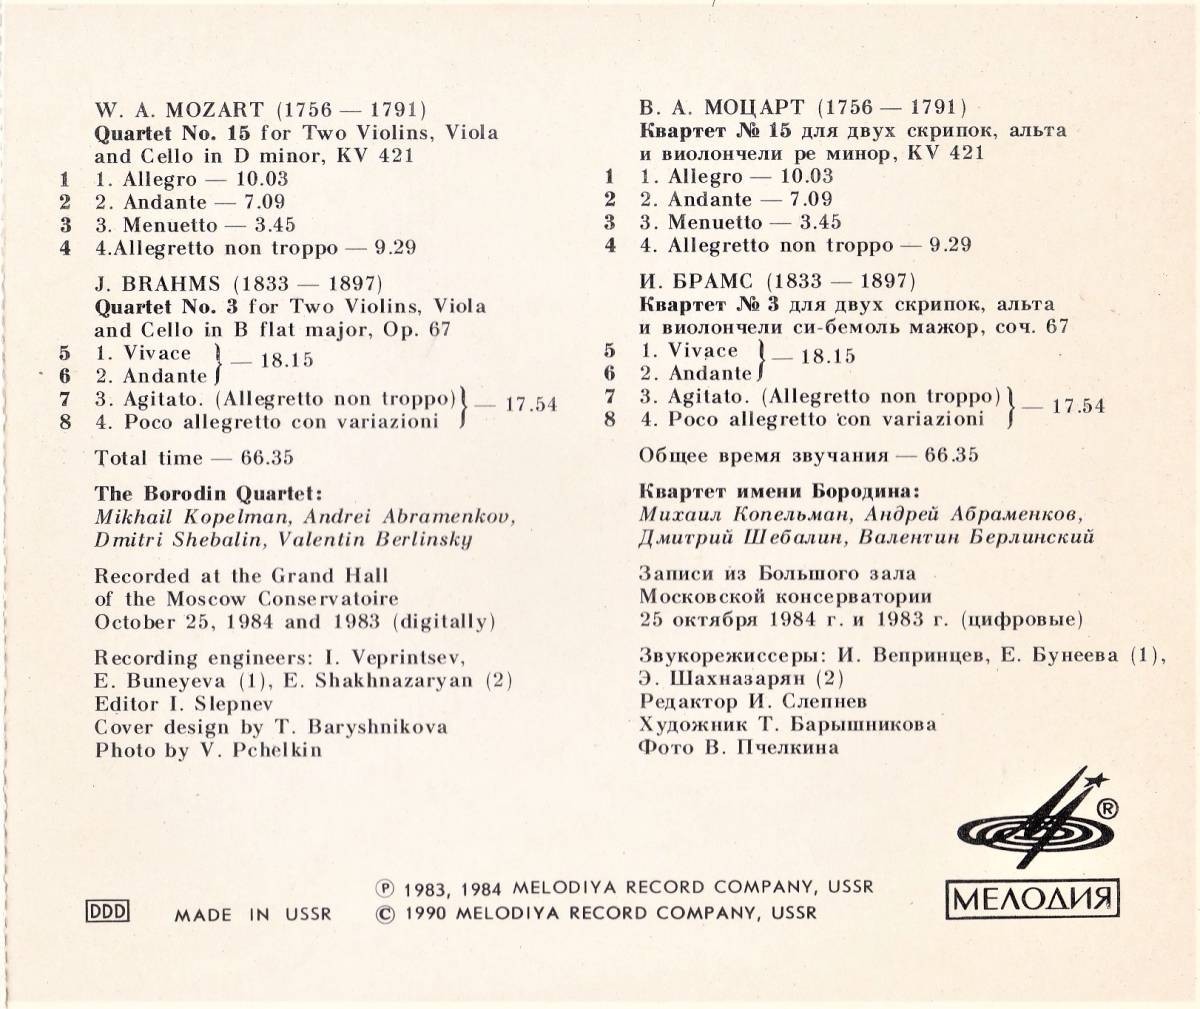 W. A. MOZART (1756 — 1791)
Quartet No. 15 for Two Violins, Viola
and Cello in D minor, KV 421
1 1. Allegro — 10.03
2 2. Andante — 7.09
3 3. Menuetto — 3.45
4 4.Allegretto non troppo — 9.29
J. BRAHMS (1833 — 1897)
Quartet No. 3 for Two Violins, Viola
and Cello in B flat major, Op. 67
5 1. Vivace
6 2. Andante } — 18.15
7 3. Agitato. (Allegretto non troppo)
8 4. Poco allegretto con variazioni } — 17.54
Total time — 66.35
The Borodin Quartet:
Mikhail Kopelman, Andrei Abramenkov,
Dmitri Shebalin, Valentin Berlinsky
Recorded at the Grand Hall
of the Moscow Conservatoire
October 25, 1984 and 1983 (digitally)
Recording engineers: I. Veprintsev,
E. Buneyeva (1), E. Shakhnazaryan (2)
Editor I. Slepnev
Cover design by T. Baryshnikova
Photo by V. Pchelkin
В. А. МОЦАРТ (1756 — 1791)
Квартет № 15 для двух скрипок, альта
и виолончели ре минор, KV 421
1 1. Allegro — 10.03
2 2. Andante — 7.09
3 3. Menuetto — 3.45
4 4. Allegretto non troppo — 9.29
И. БРАМС (1833 — 1897)
Квартет № 3 для двух скрипок, альта
и виолончели си-бемоль мажор, соч. 67
5 1. Vivace
6 2. Andante } — 18.15
7 3. Agitato. (Allegretto non troppo)
8 4. Poco allegretto con variazioni } — 17.54
Общее время звучания — 66.35
Квартет имени Бородина:
Михаил Копельман, Андрей Абраменков,
Дмитрий Шебалин, Валентин Берлинский
Записи из Большого зала
Московской консерватории
25 октября 1984 г. и 1983 г. (цифровые)
Звукорежиссеры: И. Вепринцев, Е. Бунеева (1),
Э. Шахназарян (2)
Редактор И. Слепнев
Художник Т. Барышникова
Фото В. Пчелкина
®
МЕЛОДИЯ
DDD MADE IN USSR
℗ 1983, 1984 MELODIYA RECORD COMPANY, USSR
© 1990 MELODIYA RECORD COMPANY, USSR